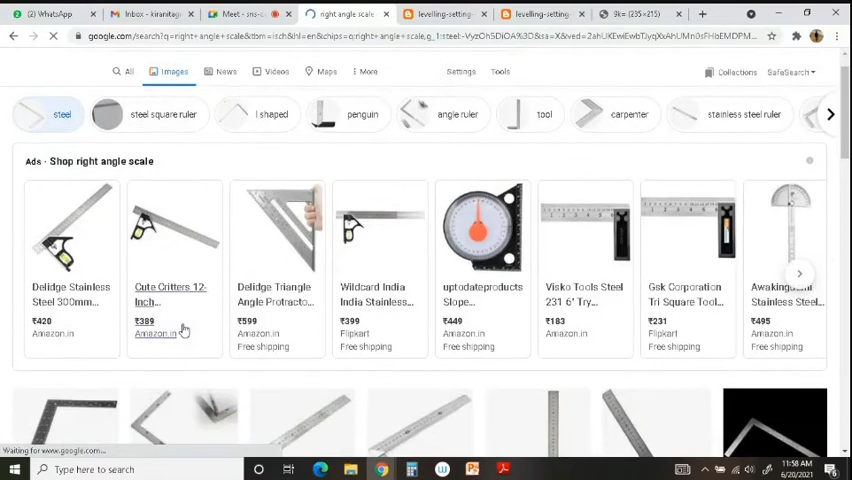 (2) WhatsApp
Inbox - kiranitagr
Meet - sns-c
right angle scale
levelling-setting
levelling-setting-
9k= (295×215)
google.com/search?q=right+angle+scale&tbm=isch&hl=en&chips=q:right+angle+scale,g_1:steel:
All Images News Videos Maps More Settings Tools Collections SafeSearch
steel
steel square ruler
l shaped
penguin
angle ruler
tool
carpenter
stainless steel ruler
Ads · Shop right angle scale
Delidge Stainless
Steel 300mm...
₹420
Amazon.in
Cute Critters 12-
Inch...
₹389
Amazon.in
Delidge Triangle
Angle Protracto...
₹599
Amazon.in
Free shipping
Wildcard India
India Stainless...
₹399
Flipkart
Free shipping
uptodateproducts
Slope...
₹449
Amazon.in
Free shipping
Visko Tools Steel
231 6' Try...
₹183
Amazon.in
Gsk Corporation
Tri Square Tool...
₹231
Flipkart
Free shipping
Stainless Steel...
₹495
Amazon.in
Free shipping
Waiting for www.google.com...
Type here to search
11:58 AM
6/20/2021